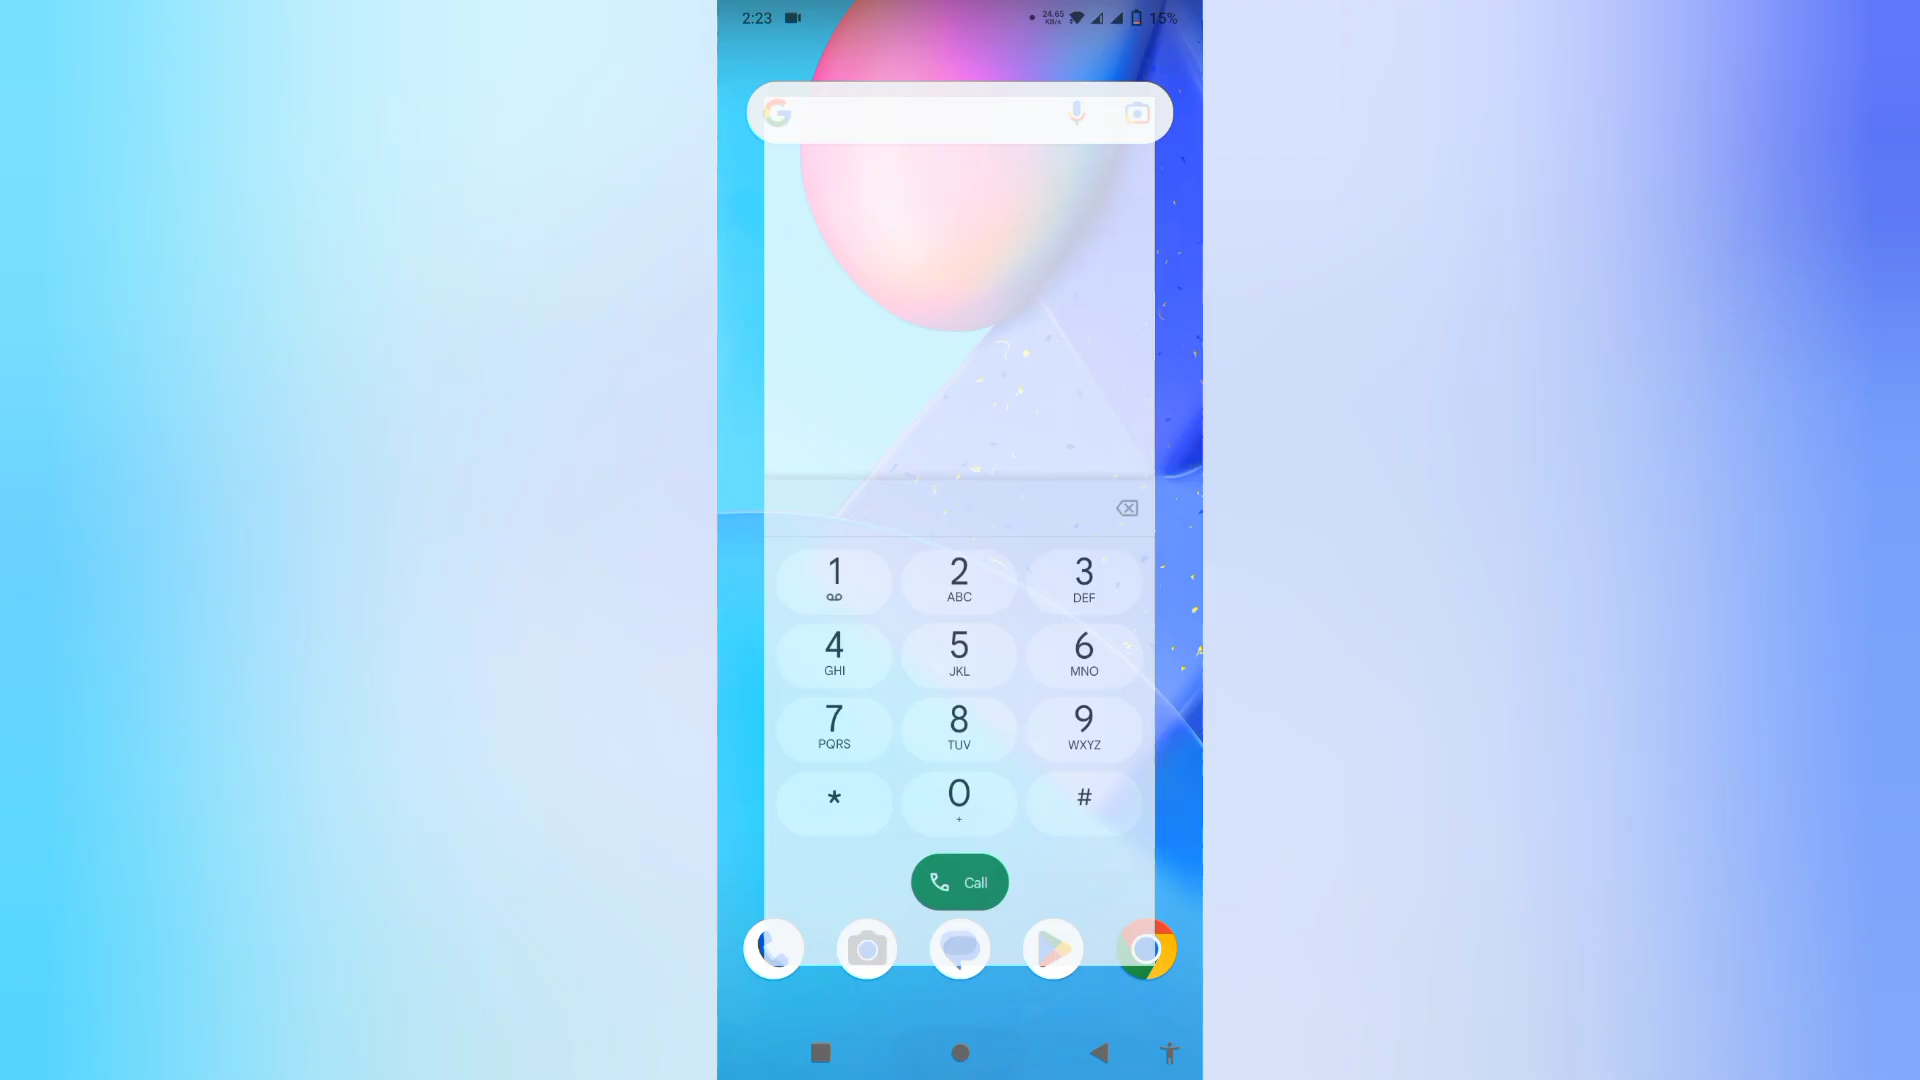 2:23 24.65 KB/s 15%
G
1 2 ABC 3 DEF
4 GHI 5 JKL 6 MNO
7 PQRS 8 TUV 9 WXYZ
* 0 + #
Call